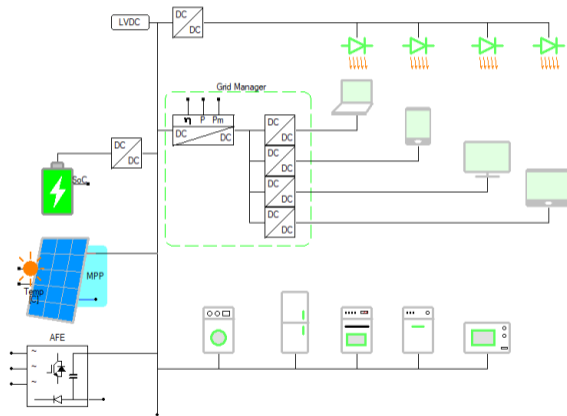 LVDC
DC
DC
Grid Manager
η P Pm
DC
DC
DC
DC
DC
DC
DC
DC
DC
DC
DC
DC
SoC
MPP
Temp
[C]
AFE
~
~
~